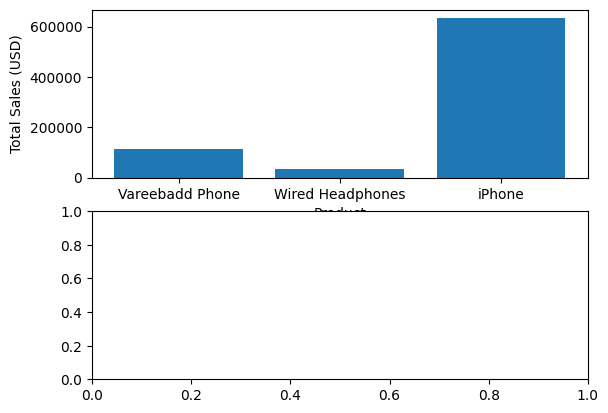 600000
400000
200000
0
Total Sales (USD)
Vareebadd Phone Wired Headphones iPhone
Product
1.0
0.8
0.6
0.4
0.2
0.0
0.0 0.2 0.4 0.6 0.8 1.0